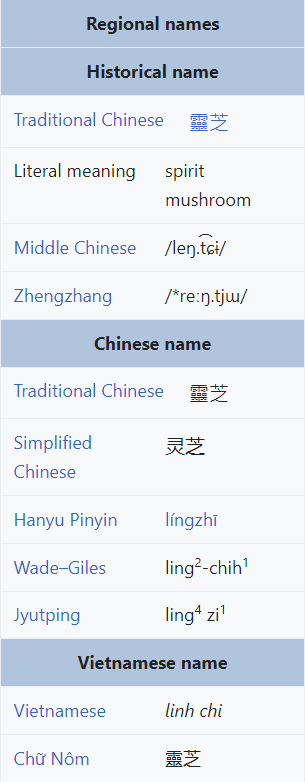 Regional names
Historical name
Traditional Chinese 靈芝
Literal meaning spirit
mushroom
Middle Chinese /leŋ.t͡ɕɨ/
Zhengzhang /*reːŋ.tjɯ/
Chinese name
Traditional Chinese 靈芝
Simplified 灵芝
Chinese
Hanyu Pinyin língzhī
Wade–Giles ling²-chih¹
Jyutping ling⁴ zi¹
Vietnamese name
Vietnamese linh chi
Chữ Nôm 靈芝